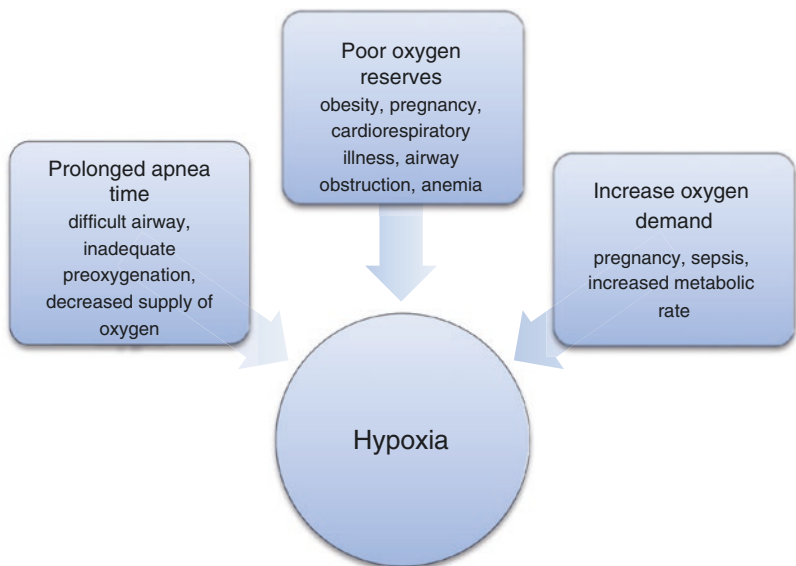 Poor oxygen
reserves
obesity, pregnancy,
cardiorespiratory
illness, airway
obstruction, anemia
Prolonged apnea
time
difficult airway,
inadequate
preoxygenation,
decreased supply of
oxygen
Increase oxygen
demand
pregnancy, sepsis,
increased metabolic
rate
Hypoxia